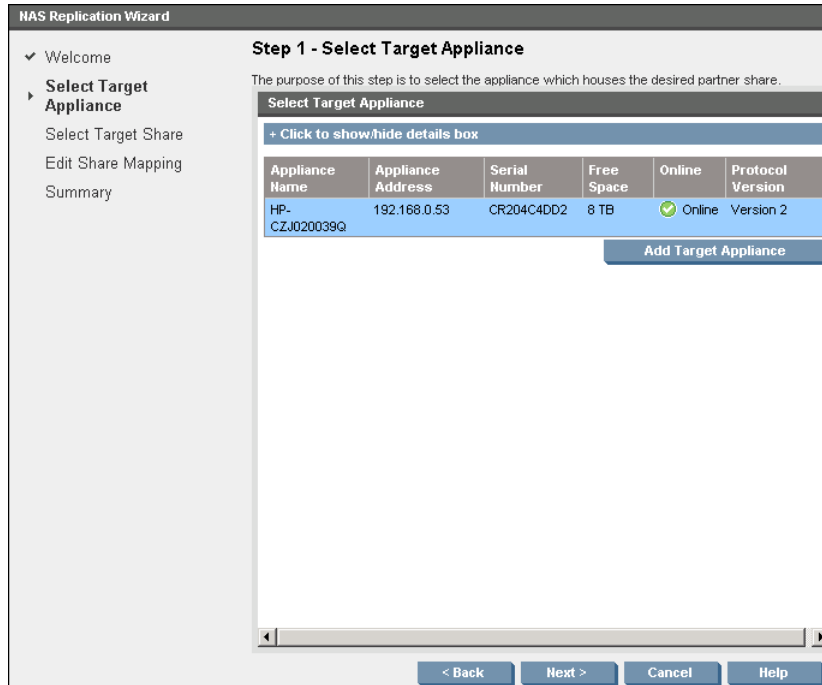 NAS Replication Wizard
Welcome
Select Target
Appliance
Select Target Share
Edit Share Mapping
Summary
Step 1 - Select Target Appliance
The purpose of this step is to select the appliance which houses the desired partner share.
Select Target Appliance
+ Click to show/hide details box
Appliance Name Appliance Address Serial Number Free Space Online Protocol Version
HP-CZJ020039Q 192.168.0.53 CR204C4DD2 8 TB Online Version 2
Add Target Appliance
< Back Next > Cancel Help